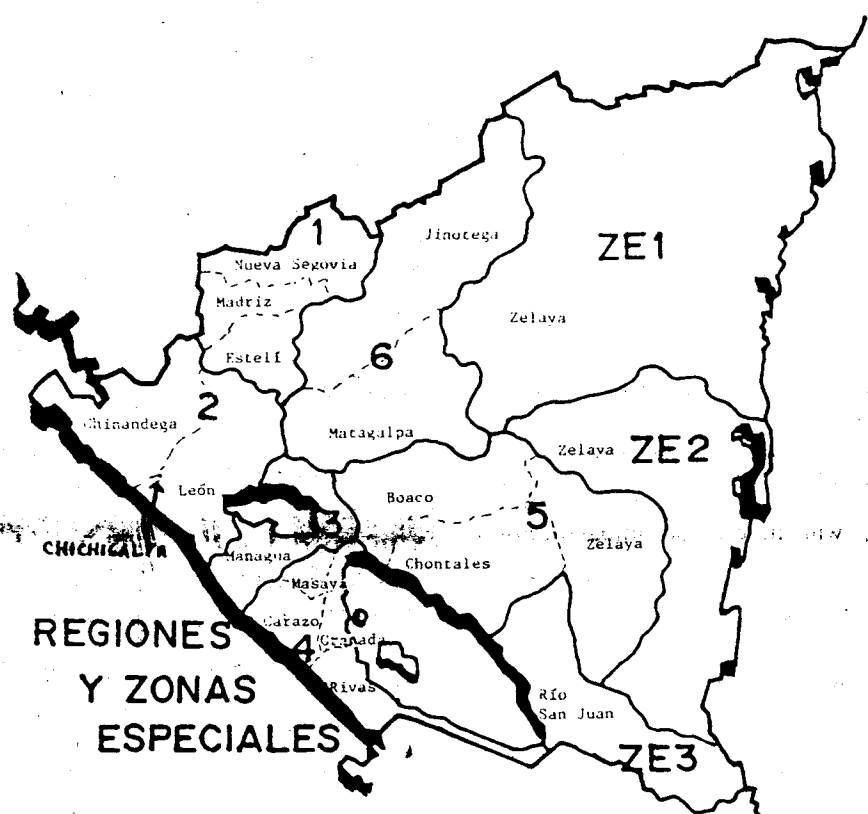 1
Jinotega
Nueva Segovia
ZE1
Madriz
Zelaya
Estelí
6
2
Chinandega
Matagalpa
Zelaya
ZE2
León
Boaco
3
5
CHICHIGALPA
Managua
Chontales
Zelaya
Masaya
Carazo
REGIONES
4
Granada
Y ZONAS
Rivas
Río
San Juan
ESPECIALES
ZE3